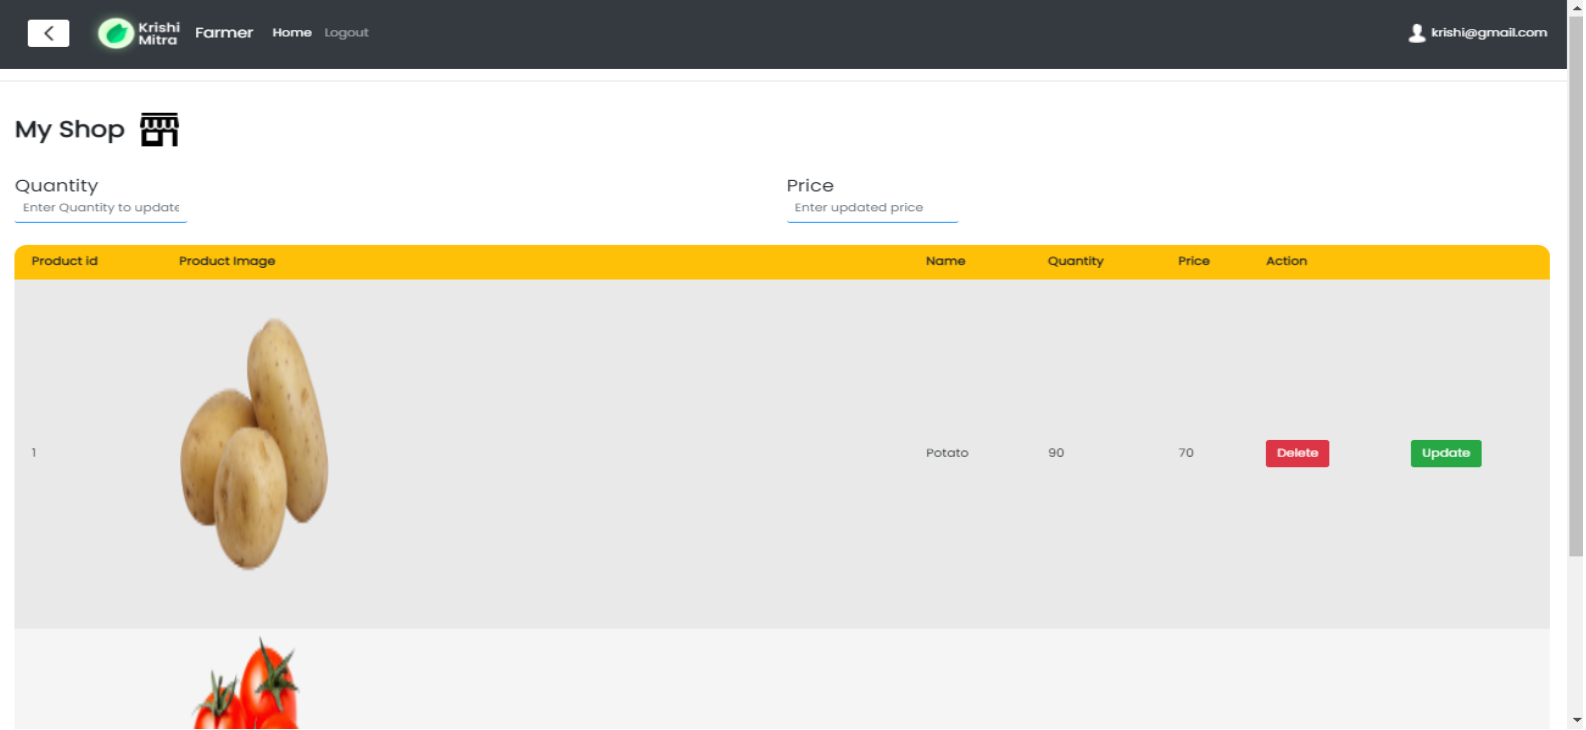 Krishi
Mitra
Farmer Home Logout
krishi@gmail.com
My Shop
Quantity Price
Enter Quantity to update Enter updated price
Product id Product Image Name Quantity Price Action
1 Potato 90 70 Delete Update